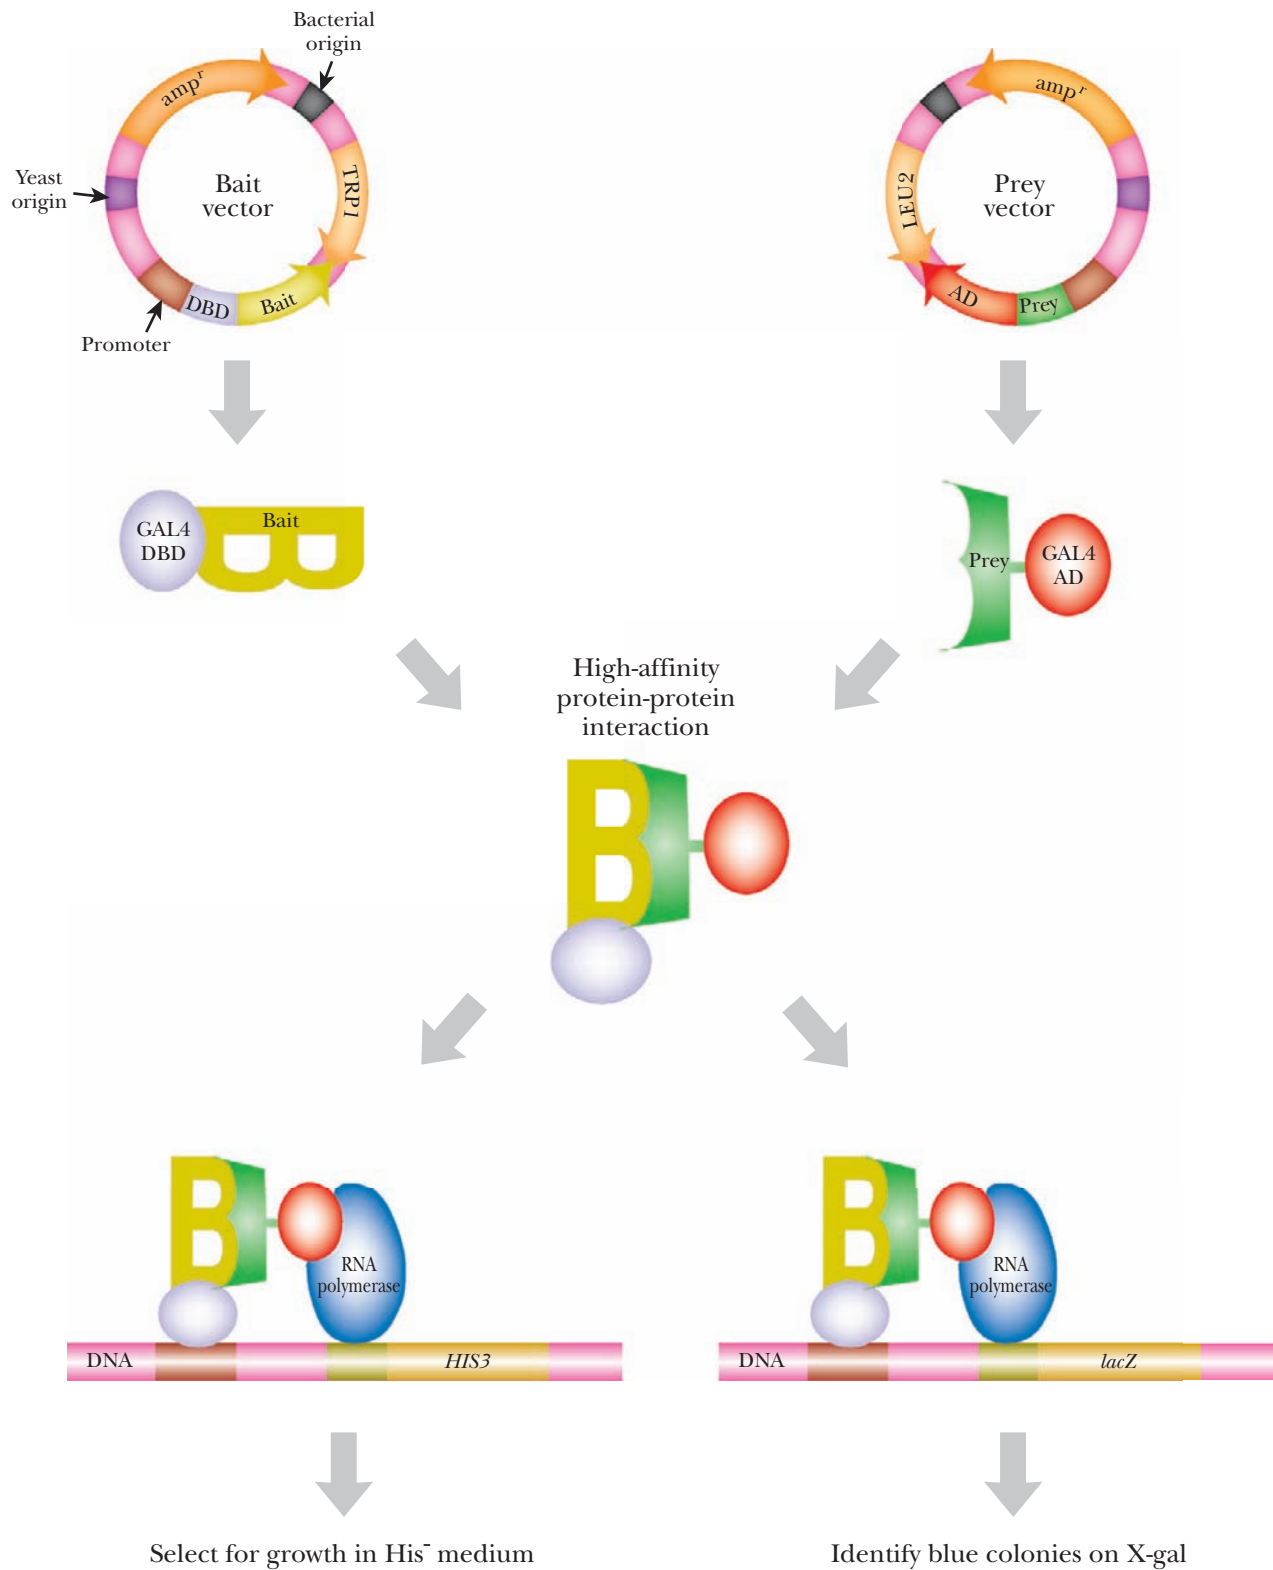 Bacterial
origin
amp^r
Yeast
origin
Bait
vector
TRP1
DBD
Bait
Promoter
amp^r
LEU2
Prey
vector
AD
Prey
GAL4
DBD
Bait
Prey
GAL4
AD
High-affinity
protein-protein
interaction
B
B
RNA
polymerase
DNA
HIS3
B
RNA
polymerase
DNA
lacZ
Select for growth in His⁻ medium
Identify blue colonies on X-gal